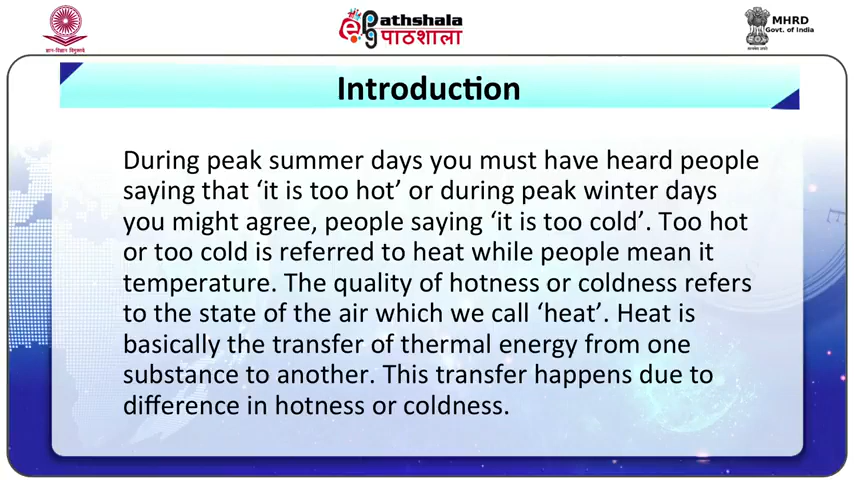 ज्ञान-विज्ञान विमुक्तये
ePathshala
पाठशाला
MHRD
Govt. of India
Introduction
During peak summer days you must have heard people
saying that ‘it is too hot’ or during peak winter days
you might agree, people saying ‘it is too cold’. Too hot
or too cold is referred to heat while people mean it
temperature. The quality of hotness or coldness refers
to the state of the air which we call ‘heat’. Heat is
basically the transfer of thermal energy from one
substance to another. This transfer happens due to
difference in hotness or coldness.